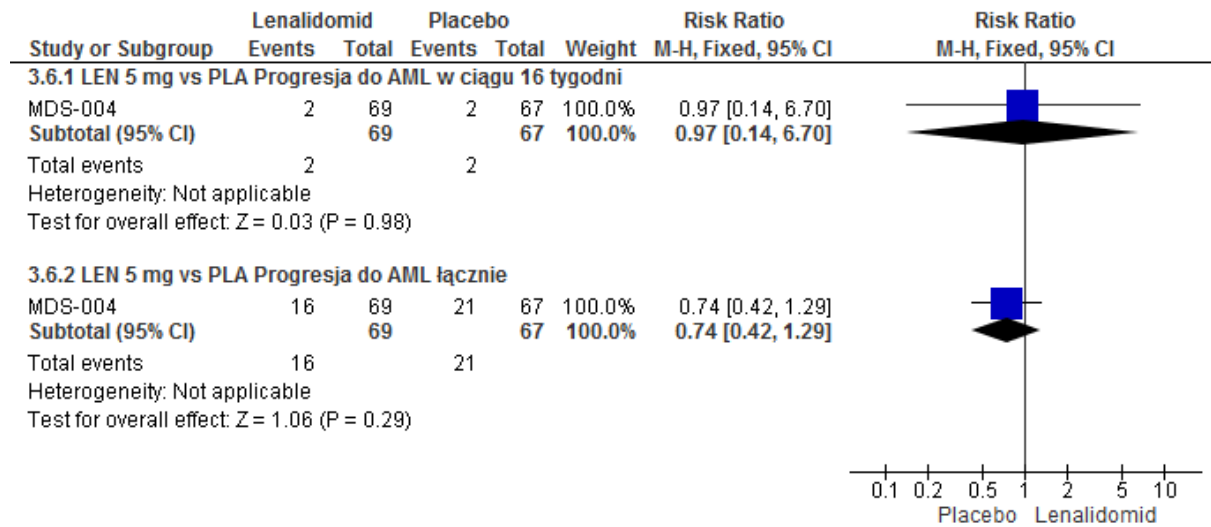 Lenalidomid Placebo Risk Ratio Risk Ratio
Study or Subgroup Events Total Events Total Weight M-H, Fixed, 95% CI M-H, Fixed, 95% CI
3.6.1 LEN 5 mg vs PLA Progresja do AML w ciągu 16 tygodni
MDS-004 2 69 2 67 100.0% 0.97 [0.14, 6.70]
Subtotal (95% CI) 69 67 100.0% 0.97 [0.14, 6.70]
Total events 2 2
Heterogeneity: Not applicable
Test for overall effect: Z = 0.03 (P = 0.98)
3.6.2 LEN 5 mg vs PLA Progresja do AML łącznie
MDS-004 16 69 21 67 100.0% 0.74 [0.42, 1.29]
Subtotal (95% CI) 69 67 100.0% 0.74 [0.42, 1.29]
Total events 16 21
Heterogeneity: Not applicable
Test for overall effect: Z = 1.06 (P = 0.29)
0.1 0.2 0.5 1 2 5 10
Placebo Lenalidomid